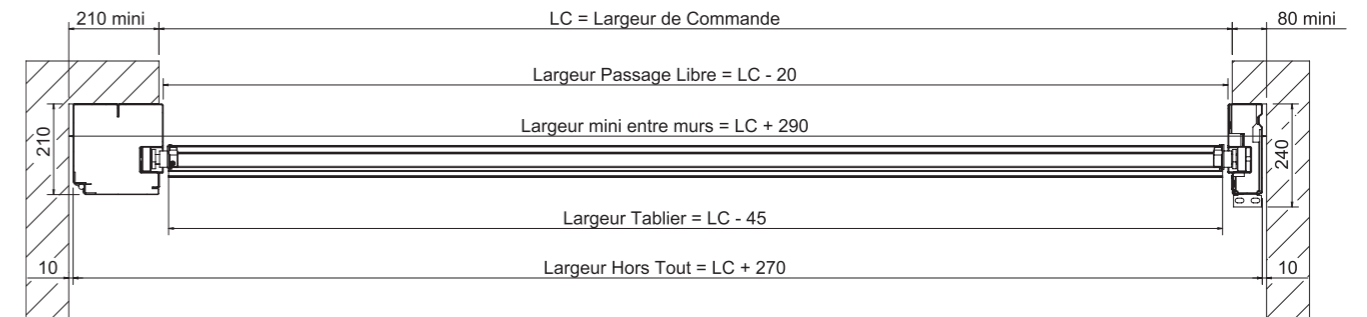 210 mini
LC = Largeur de Commande
80 mini
Largeur Passage Libre = LC - 20
210
Largeur mini entre murs = LC + 290
240
Largeur Tablier = LC - 45
10
Largeur Hors Tout = LC + 270
10